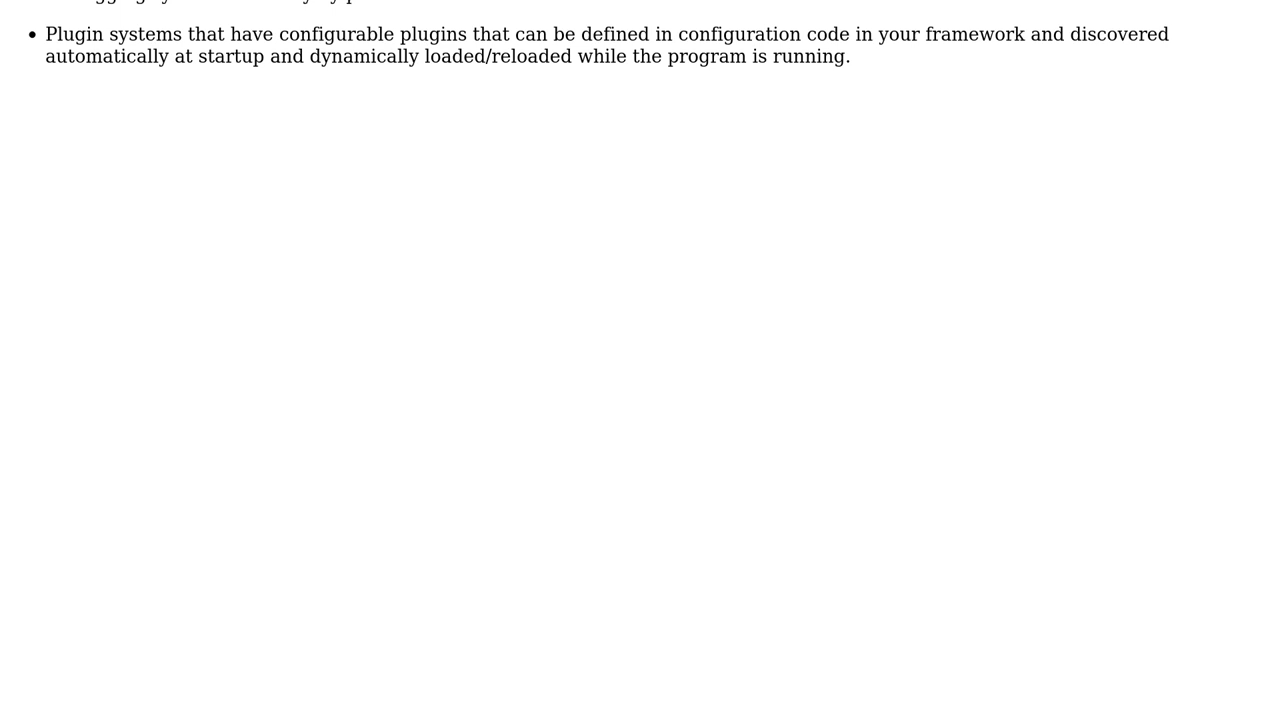 • Plugin systems that have configurable plugins that can be defined in configuration code in your framework and discovered
automatically at startup and dynamically loaded/reloaded while the program is running.